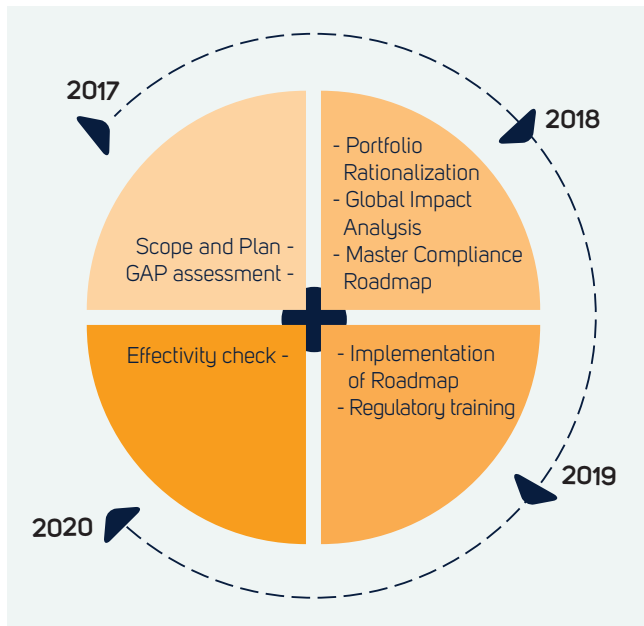 2017
Scope and Plan -
GAP assessment -
2018
- Portfolio
Rationalization
- Global Impact
Analysis
- Master Compliance
Roadmap
- Implementation
of Roadmap
- Regulatory training
2019
Effectivity check -
2020